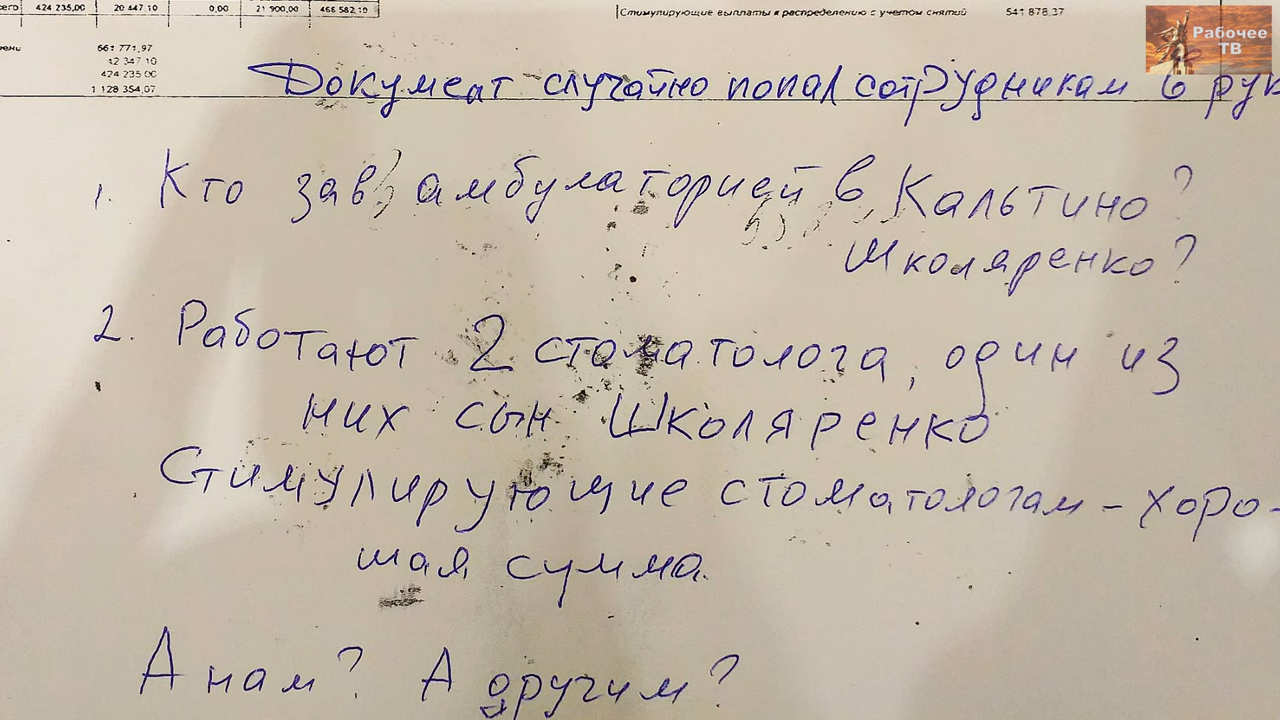 сего 424 235,00 20 447,10 0,00 21 900,00 466 582,10
Стимулирующие выплаты к распределению с учетом снятий 541 878,37
Рабочее
ТВ
661 771,97
42 347,10
424 235,00
1 128 354,07
Документ случайно попал сотрудникам в рук
1. Кто зав. амбулаторией в Кальтино?
Школяренко?
2. Работают 2 стоматолога, один из
них сын Школяренко
Стимулирующие стоматологам – хоро-
шая сумма.
А нам? А другим?